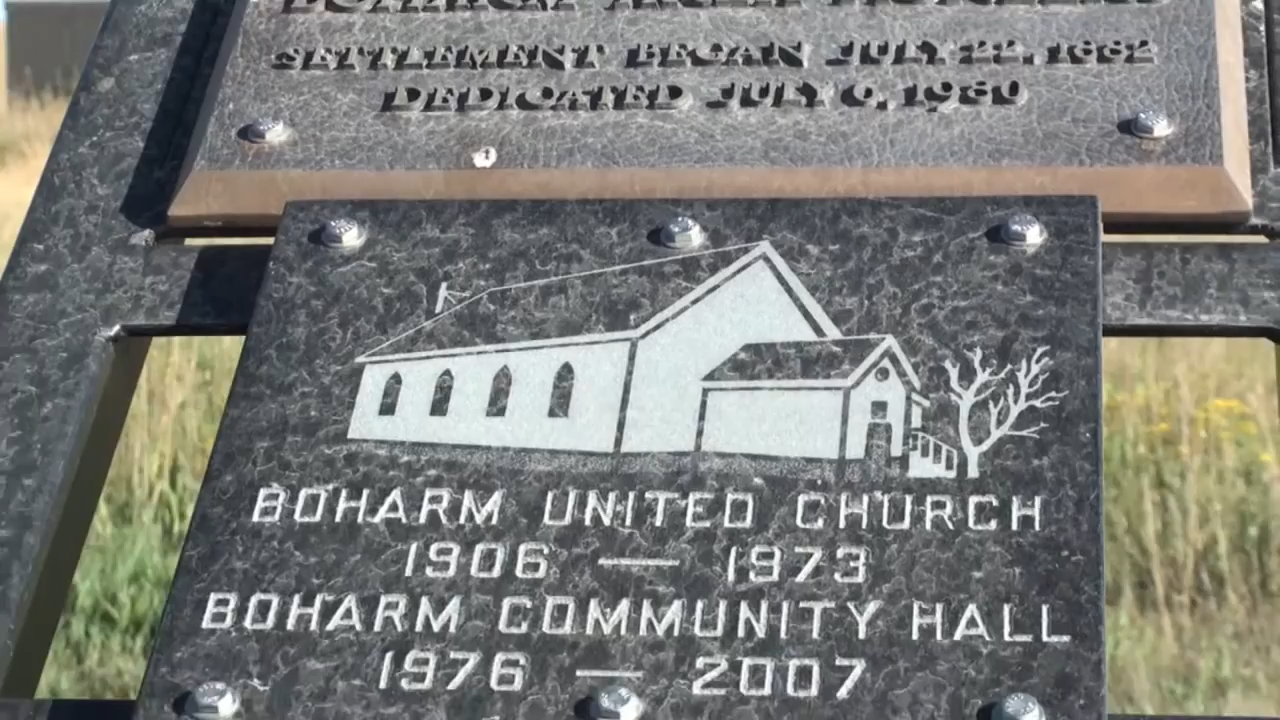 SETTLEMENT BEGAN JULY 22, 1882
DEDICATED JULY 6, 1980
BOHARM UNITED CHURCH
1906 — 1973
BOHARM COMMUNITY HALL
1976 — 2007